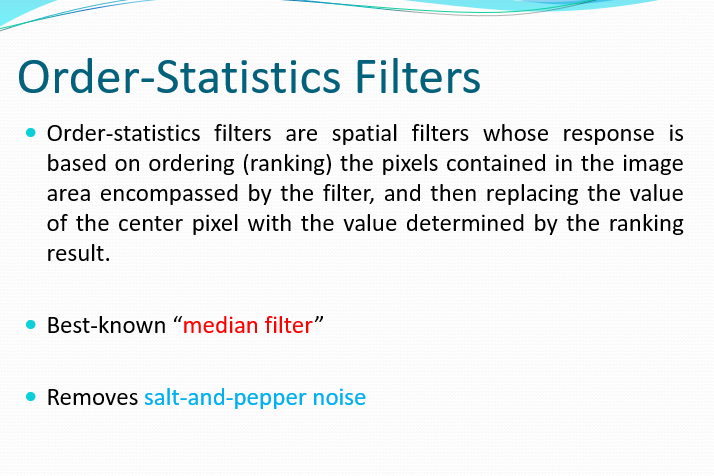 Order-Statistics Filters
Order-statistics filters are spatial filters whose response is
based on ordering (ranking) the pixels contained in the image
area encompassed by the filter, and then replacing the value
of the center pixel with the value determined by the ranking
result.
Best-known “median filter”
Removes salt-and-pepper noise